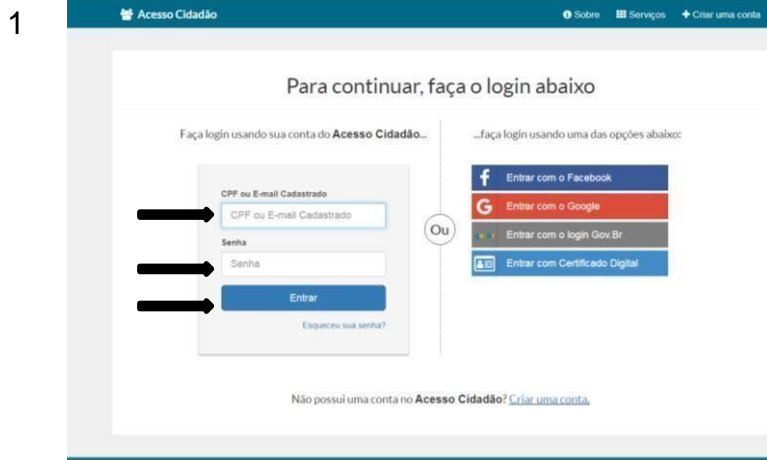 1
Acesso Cidadão
Sobre Serviços Criar uma conta
Para continuar, faça o login abaixo
Faça login usando sua conta do Acesso Cidadão...
CPF ou E-mail Cadastrado
CPF ou E-mail Cadastrado
Senha
Senha
Entrar
Esqueceu sua senha?
Ou
...faça login usando uma das opções abaixo:
Entrar com o Facebook
Entrar com o Google
Entrar com o login Gov.Br
Entrar com Certificado Digital
Não possui uma conta no Acesso Cidadão? Criar uma conta.